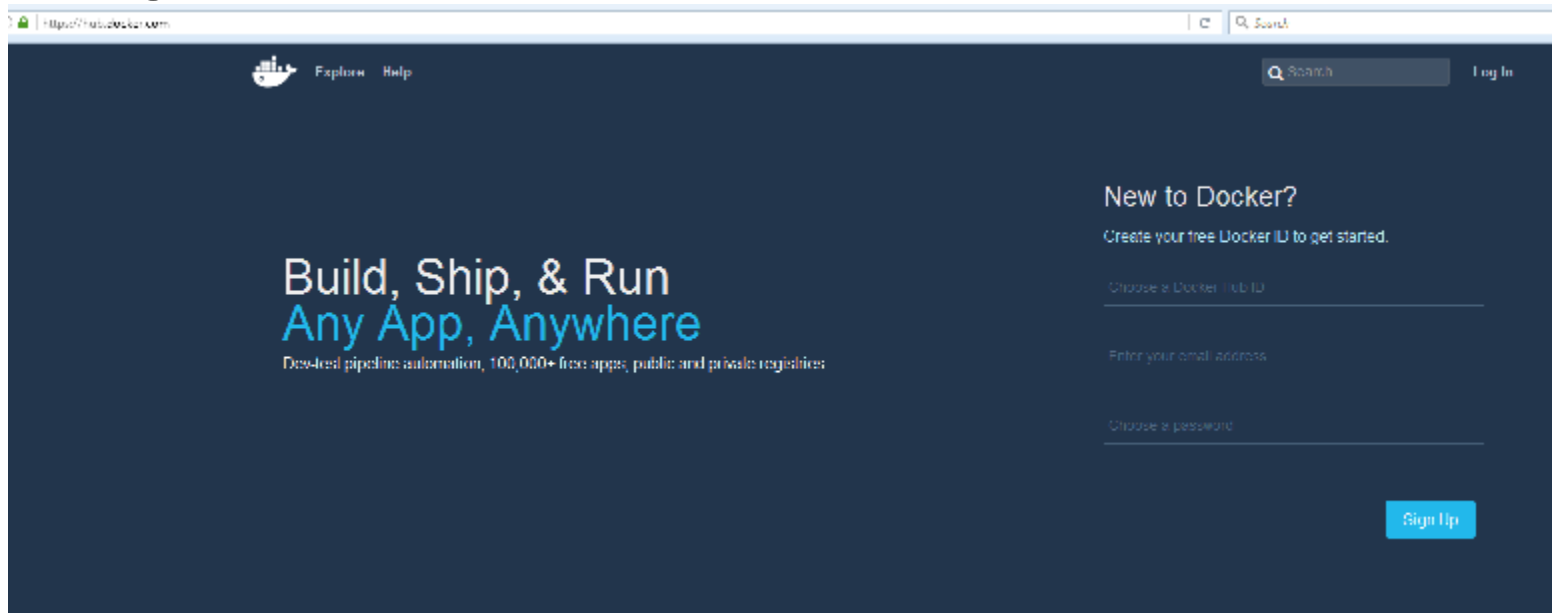 https://hub.docker.com
Search
Explore Help
Search
Log In
New to Docker?
Create your free Docker ID to get started.
Choose a Docker Hub ID
Build, Ship, & Run
Any App, Anywhere
Dev-test pipeline automation, 100,000+ free apps, public and private registries
Enter your email address
Choose a password
Sign Up